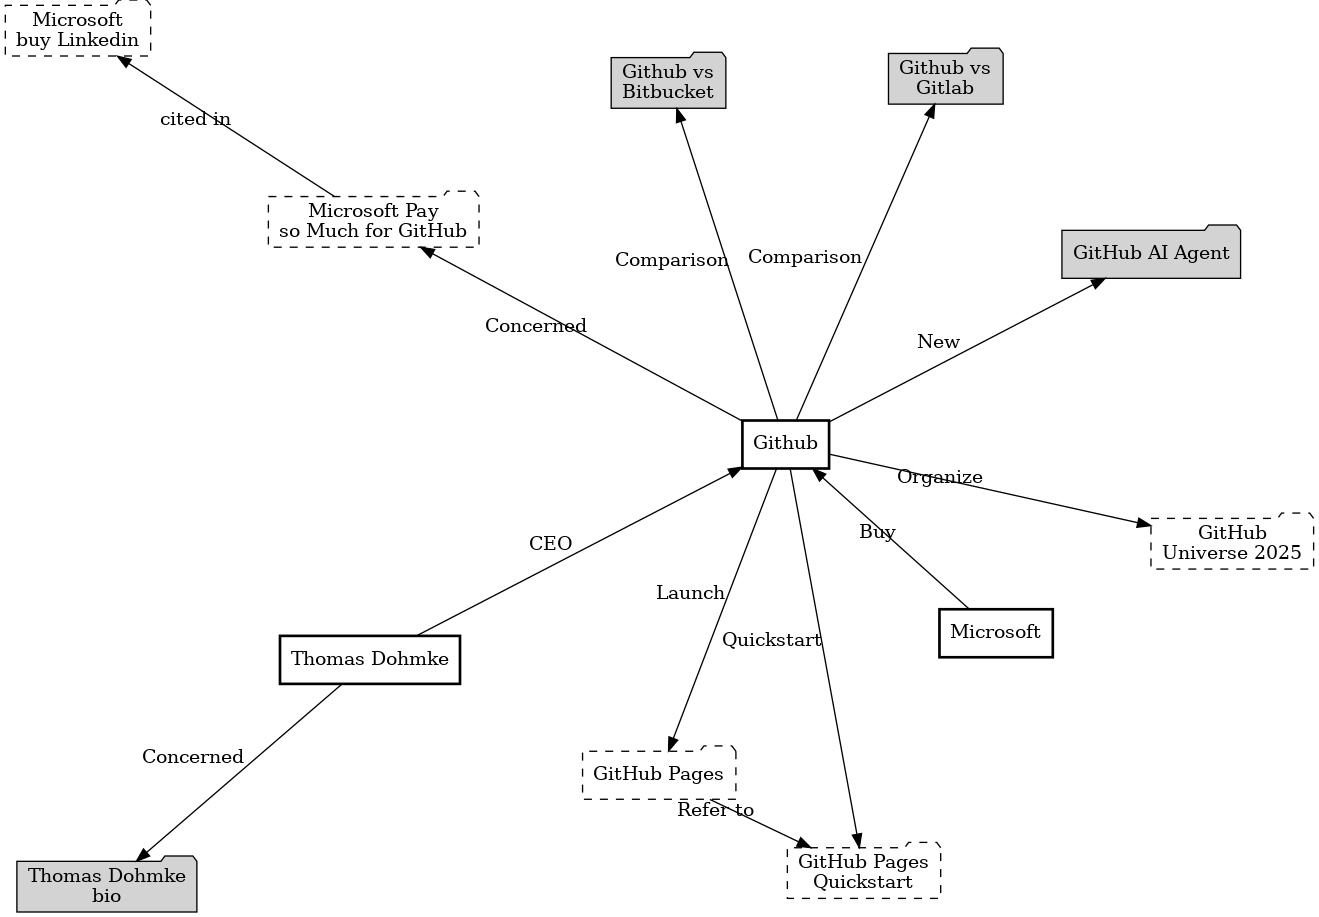 Microsoft
buy Linkedin
Github vs
Bitbucket
Github vs
Gitlab
cited in
Microsoft Pay
so Much for GitHub
Comparison
Comparison
GitHub AI Agent
Concerned
New
Github
Organize
GitHub
Universe 2025
Buy
CEO
Launch
Quickstart
Microsoft
Thomas Dohmke
Concerned
GitHub Pages
Refer to
GitHub Pages
Quickstart
Thomas Dohmke
bio